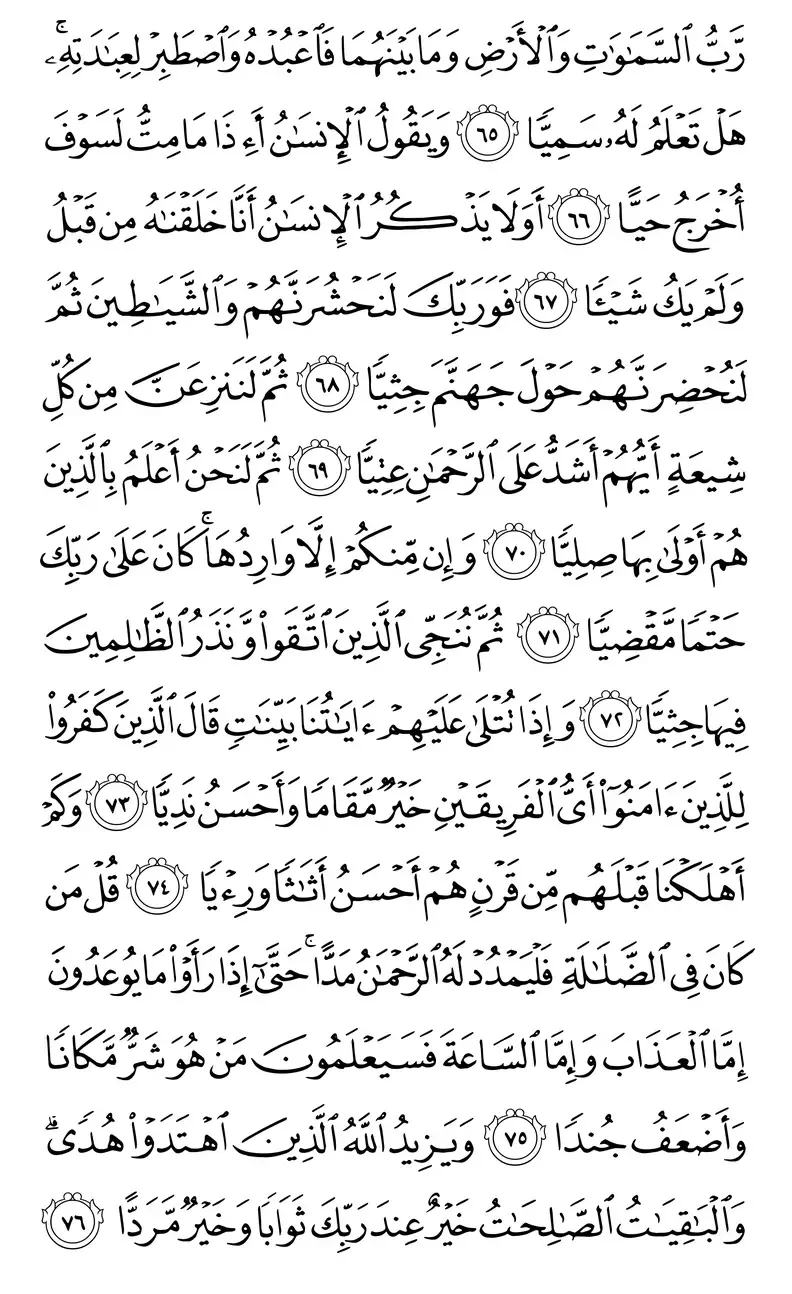 رَّبُّ ٱلسَّمَـٰوَٰتِ وَٱلۡأَرۡضِ وَمَا بَيۡنَهُمَا فَٱعۡبُدۡهُ وَٱصۡطَبِرۡ لِعِبَـٰدَتِهِۦۚ
هَلۡ تَعۡلَمُ لَهُۥ سَمِيࣰّا ٦٥ وَيَقُولُ ٱلۡإِنسَـٰنُ أَءِذَا مَا مِتُّ لَسَوۡفَ
أُخۡرَجُ حَيًّا ٦٦ أَوَلَا يَذۡكُرُ ٱلۡإِنسَـٰنُ أَنَّا خَلَقۡنَـٰهُ مِن قَبۡلُ
وَلَمۡ يَكُ شَيۡـࣰٔا ٦٧ فَوَرَبِّكَ لَنَحۡشُرَنَّهُمۡ وَٱلشَّيَـٰطِينَ ثُمَّ
لَنُحۡضِرَنَّهُمۡ حَوۡلَ جَهَنَّمَ جِثِيࣰّا ٦٨ ثُمَّ لَنَنزِعَنَّ مِن كُلِّ
شِيعَةٍ أَيُّهُمۡ أَشَدُّ عَلَى ٱلرَّحۡمَـٰنِ عِتِيࣰّا ٦٩ ثُمَّ لَنَحۡنُ أَعۡلَمُ بِٱلَّذِينَ
هُمۡ أَوۡلَىٰ بِهَا صِلِيࣰّا ٧٠ وَإِن مِّنكُمۡ إِلَّا وَارِدُهَاۚ كَانَ عَلَىٰ رَبِّكَ
حَتۡمࣰا مَّقۡضِيࣰّا ٧١ ثُمَّ نُنَجِّي ٱلَّذِينَ ٱتَّقَواْ وَّنَذَرُ ٱلظَّـٰلِمِينَ
فِيهَا جِثِيࣰّا ٧٢ وَإِذَا تُتۡلَىٰ عَلَيۡهِمۡ ءَايَـٰتُنَا بَيِّنَـٰتࣲ قَالَ ٱلَّذِينَ كَفَرُواْ
لِلَّذِينَ ءَامَنُوٓاْ أَيُّ ٱلۡفَرِيقَيۡنِ خَيۡرࣱ مَّقَامࣰا وَأَحۡسَنُ نَدِيࣰّا ٧٣ وَكَمۡ
أَهۡلَكۡنَا قَبۡلَهُم مِّن قَرۡنٍ هُمۡ أَحۡسَنُ أَثَـٰثࣰا وَرِءۡيࣰا ٧٤ قُلۡ مَن
كَانَ فِي ٱلضَّلَـٰلَةِ فَلۡيَمۡدُدۡ لَهُ ٱلرَّحۡمَـٰنُ مَدًّاۚ حَتَّىٰٓ إِذَا رَأَوۡاْ مَا يُوعَدُونَ
إِمَّا ٱلۡعَذَابَ وَإِمَّا ٱلسَّاعَةَ فَسَيَعۡلَمُونَ مَنۡ هُوَ شَرࣱّ مَّكَانࣰا
وَأَضۡعَفُ جُندࣰا ٧٥ وَيَزِيدُ ٱللَّهُ ٱلَّذِينَ ٱهۡتَدَوۡاْ هُدࣰىۗ
وَٱلۡبَـٰقِيَـٰتُ ٱلصَّـٰلِحَـٰتُ خَيۡرٌ عِندَ رَبِّكَ ثَوَابࣰا وَخَيۡرࣱ مَّرَدًّا ٧٦